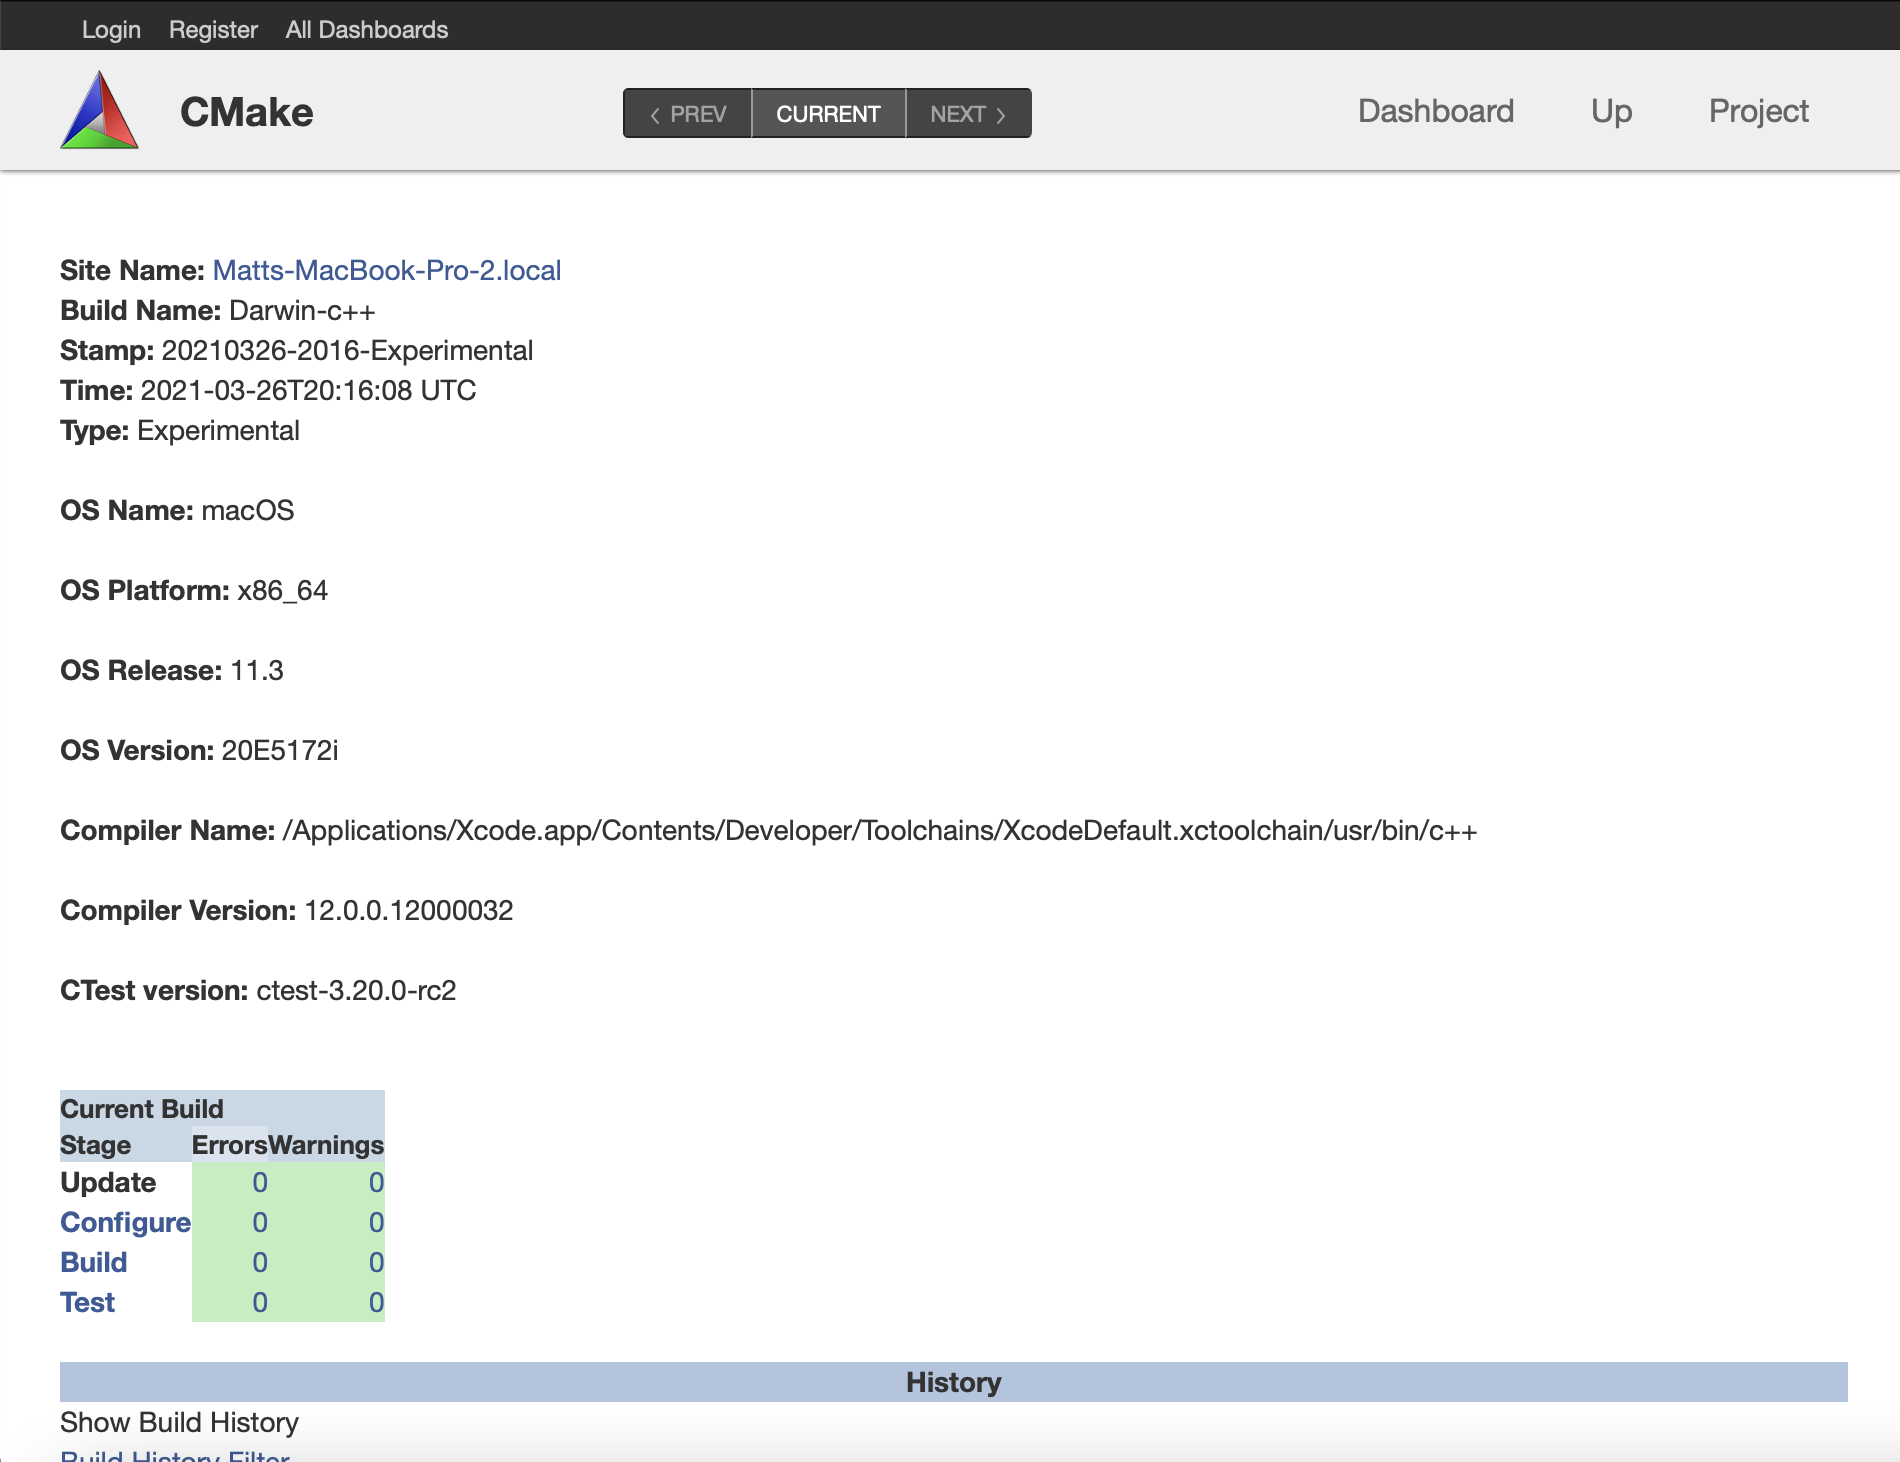 Login Register All Dashboards
CMake
‹ PREV CURRENT NEXT ›
Dashboard Up Project
Site Name: Matts-MacBook-Pro-2.local
Build Name: Darwin-c++
Stamp: 20210326-2016-Experimental
Time: 2021-03-26T20:16:08 UTC
Type: Experimental
OS Name: macOS
OS Platform: x86_64
OS Release: 11.3
OS Version: 20E5172i
Compiler Name: /Applications/Xcode.app/Contents/Developer/Toolchains/XcodeDefault.xctoolchain/usr/bin/c++
Compiler Version: 12.0.0.12000032
CTest version: ctest-3.20.0-rc2
Current Build
Stage Errors Warnings
Update 0 0
Configure 0 0
Build 0 0
Test 0 0
History
Show Build History
Build History Filter